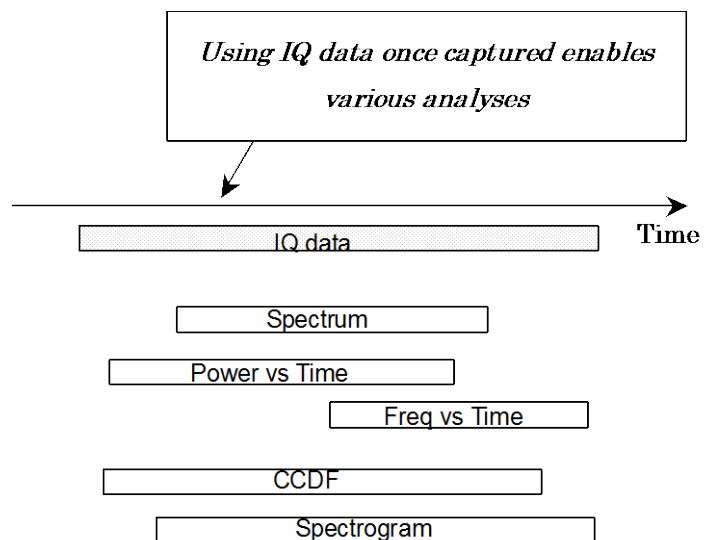 Using IQ data once captured enables
various analyses
Time
IQ data
Spectrum
Power vs Time
Freq vs Time
CCDF
Spectrogram